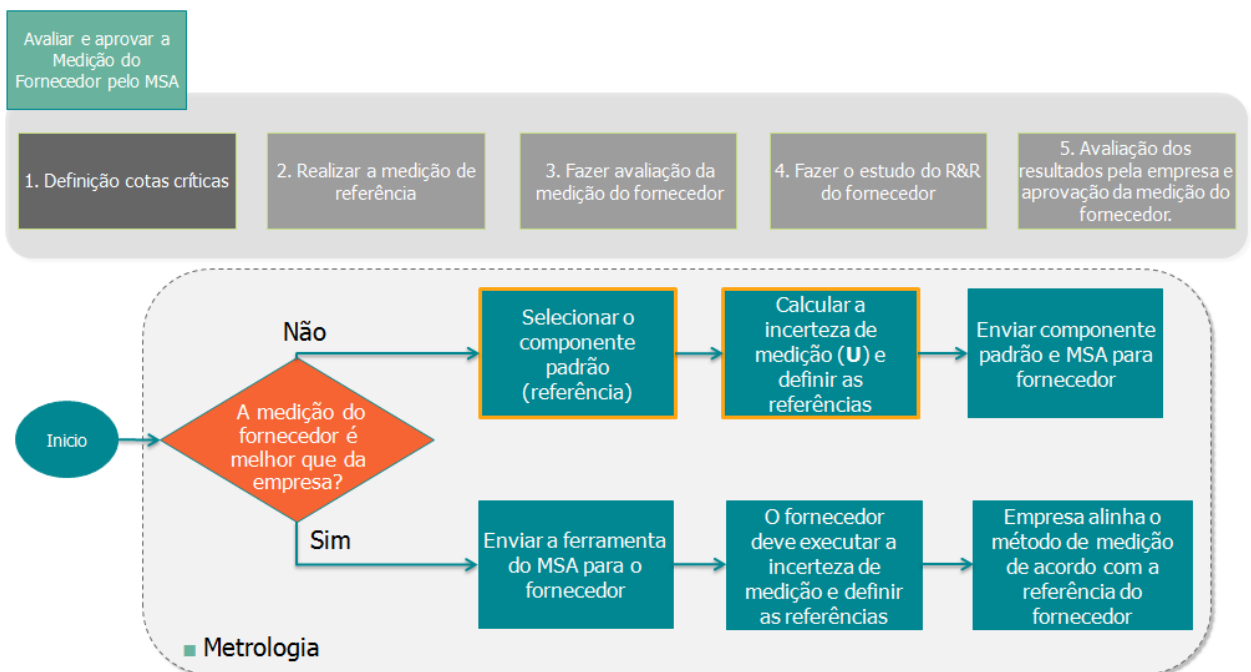 Avaliar e aprovar a
Medição do
Fornecedor pelo MSA
1. Definição cotas críticas
2. Realizar a medição de
referência
3. Fazer avaliação da
medição do fornecedor
4. Fazer o estudo do R&R
do fornecedor
5. Avaliação dos
resultados pela empresa e
aprovação da medição do
fornecedor.
Inicio
A medição do
fornecedor é
melhor que da
empresa?
Não
Selecionar o
componente
padrão
(referência)
Calcular a
incerteza de
medição (U) e
definir as
referências
Enviar componente
padrão e MSA para
fornecedor
Sim
Enviar a ferramenta
do MSA para o
fornecedor
O fornecedor
deve executar a
incerteza de
medição e definir
as referências
Empresa alinha o
método de medição
de acordo com a
referência do
fornecedor
Metrologia